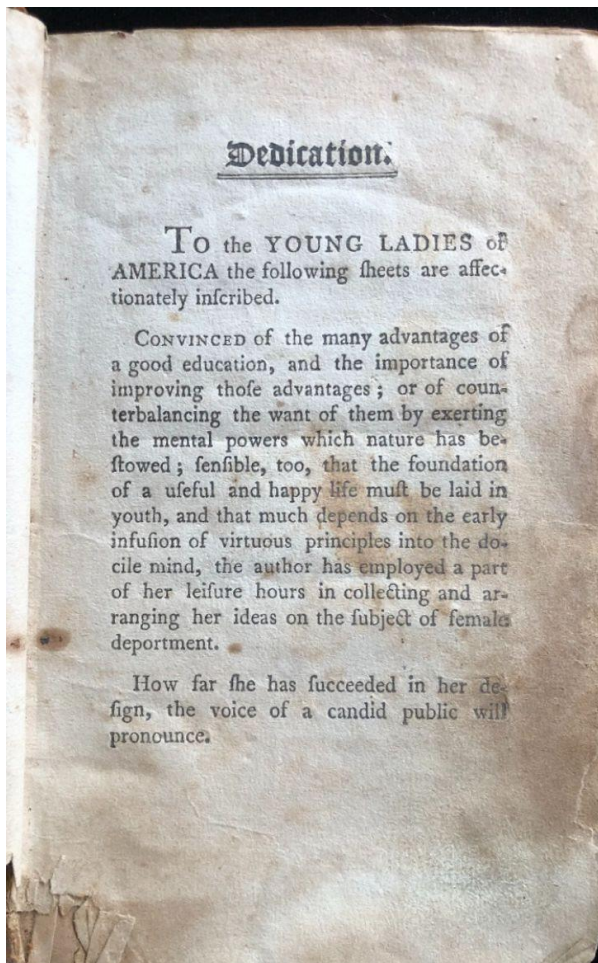 Dedication.
TO the YOUNG LADIES of
AMERICA the following ſheets are affec-
tionately inſcribed.
CONVINCED of the many advantages of
a good education, and the importance of
improving thoſe advantages; or of coun-
terbalancing the want of them by exerting
the mental powers which nature has be-
ſtowed; ſenſible, too, that the foundation
of a uſeful and happy life muſt be laid in
youth, and that much depends on the early
infuſion of virtuous principles into the do-
cile mind, the author has employed a part
of her leiſure hours in collecting and ar-
ranging her ideas on the ſubject of female
deportment.
How far ſhe has ſucceeded in her de-
ſign, the voice of a candid public will
pronounce.